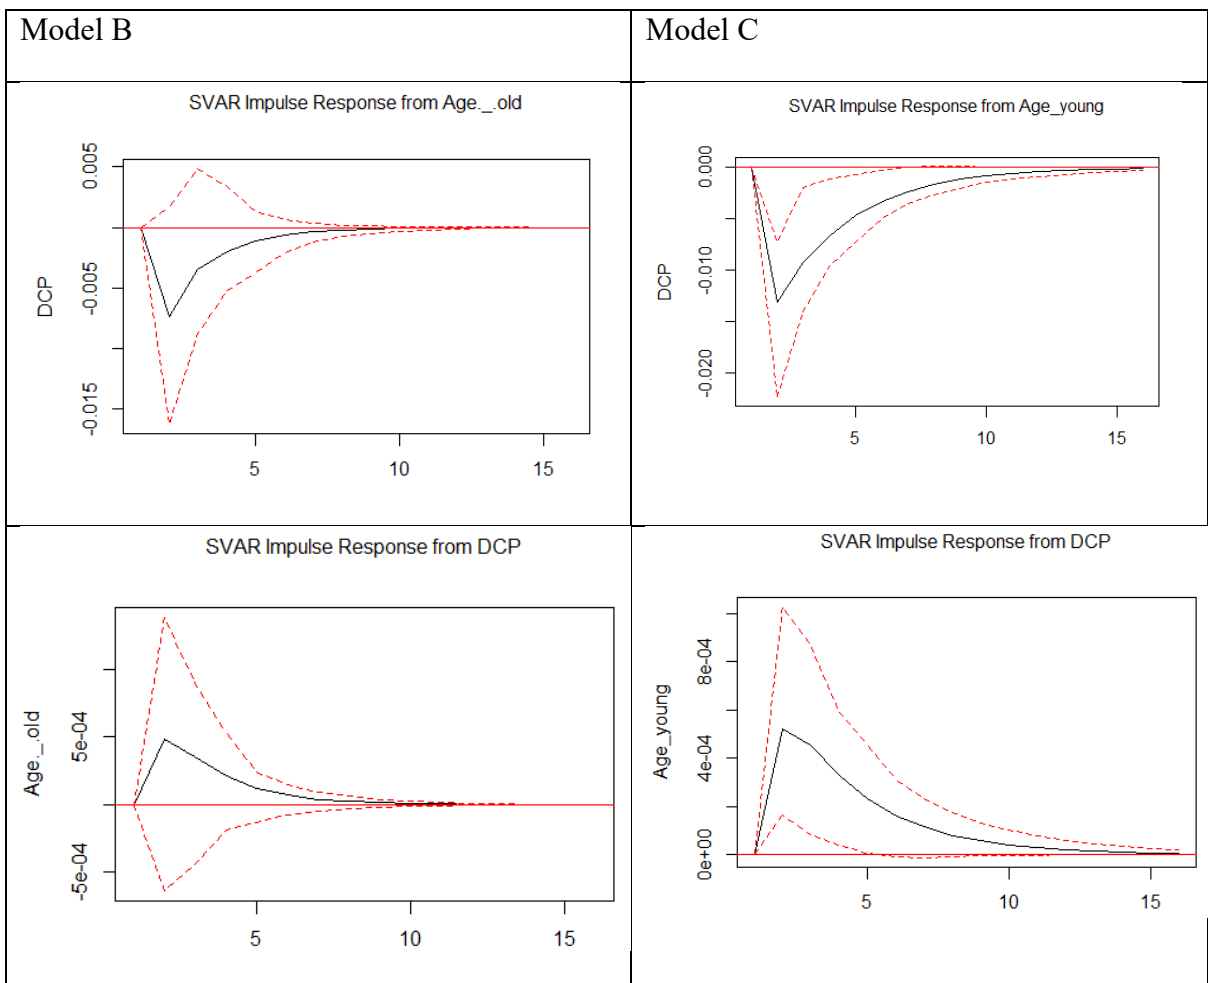 Model B
Model C
SVAR Impulse Response from Age._.old
DCP
0.005
-0.005
-0.015
5
10
15
SVAR Impulse Response from Age_young
DCP
0.000
-0.010
-0.020
5
10
15
SVAR Impulse Response from DCP
Age._.old
5e-04
-5e-04
5
10
15
SVAR Impulse Response from DCP
Age_young
8e-04
4e-04
0e+00
5
10
15